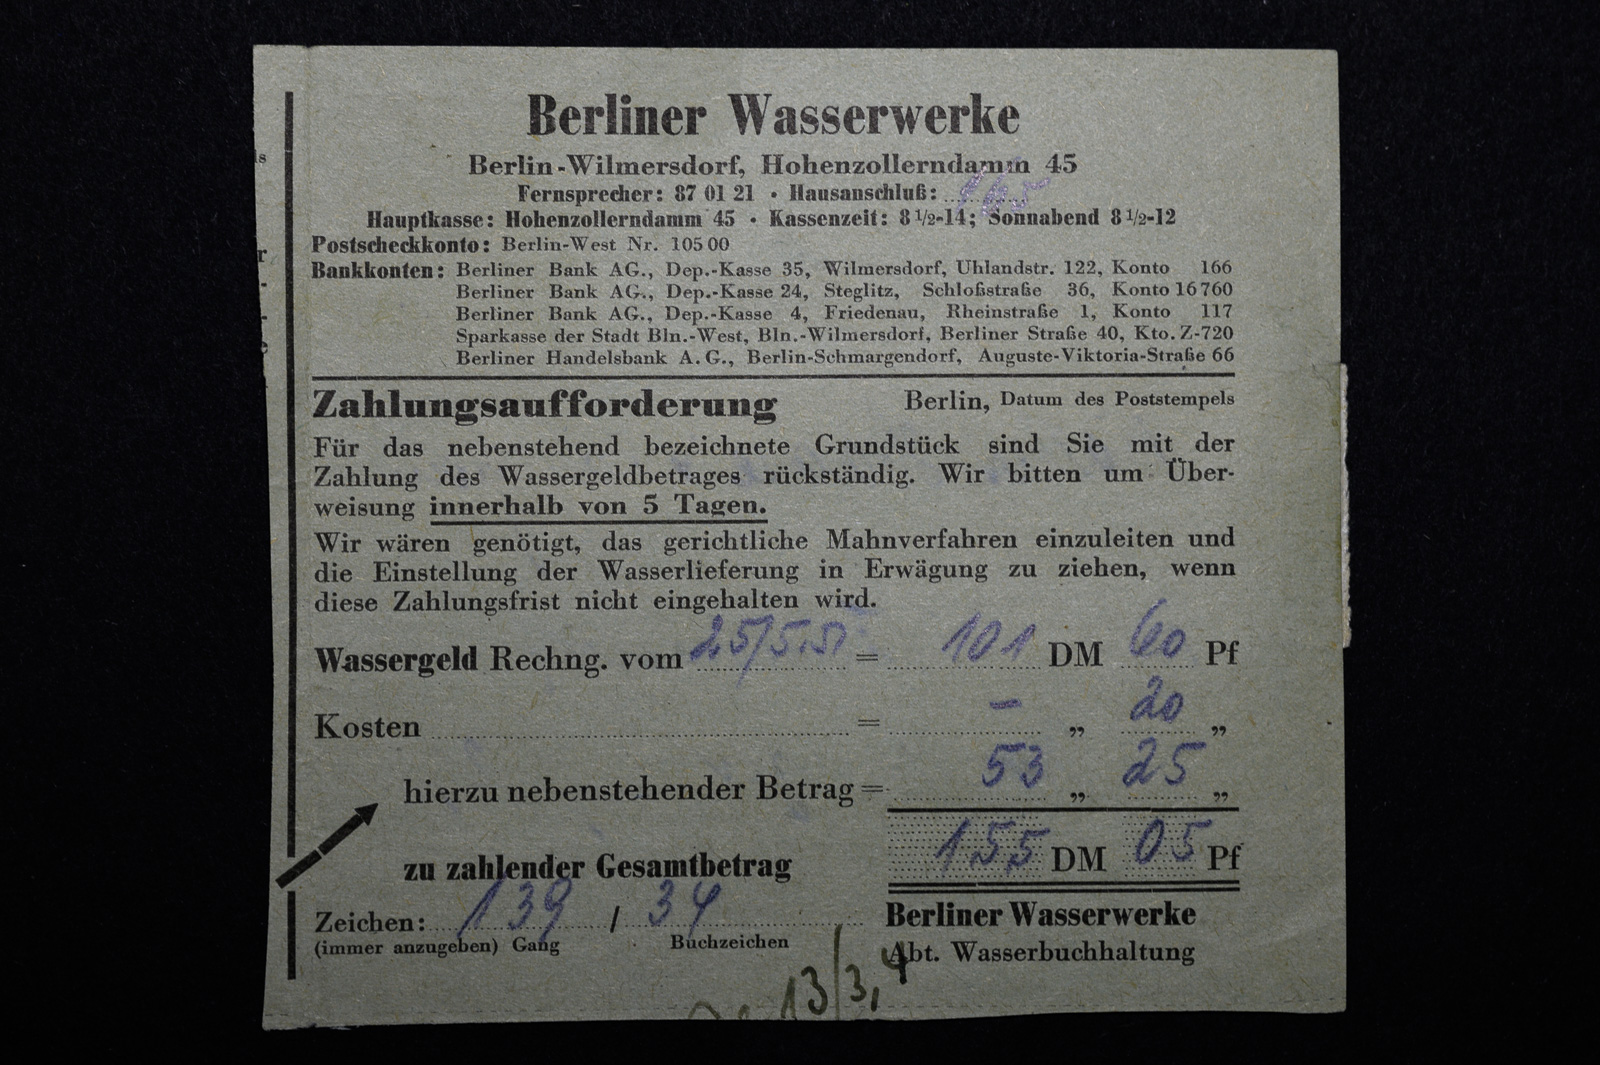 Berliner Wasserwerke
Berlin-Wilmersdorf, Hohenzollerndamm 45
Fernsprecher: 87 01 21 • Hausanschluß:
Hauptkasse: Hohenzollerndamm 45 • Kassenzeit: 8 1/2-14; Sonnabend 8 1/2-12
Postscheckkonto: Berlin-West Nr. 105 00
Bankkonten: Berliner Bank AG., Dep.-Kasse 35, Wilmersdorf, Uhlandstr. 122, Konto 166
Berliner Bank AG., Dep.-Kasse 24, Steglitz, Schloßstraße 36, Konto 16 760
Berliner Bank AG., Dep.-Kasse 4, Friedenau, Rheinstraße 1, Konto 117
Sparkasse der Stadt Bln.-West, Bln.-Wilmersdorf, Berliner Straße 40, Kto. Z-720
Berliner Handelsbank A. G., Berlin-Schmargendorf, Auguste-Viktoria-Straße 66
Zahlungsaufforderung Berlin, Datum des Poststempels
Für das nebenstehend bezeichnete Grundstück sind Sie mit der
Zahlung des Wassergeldbetrages rückständig. Wir bitten um Über-
weisung innerhalb von 5 Tagen.
Wir wären genötigt, das gerichtliche Mahnverfahren einzuleiten und
die Einstellung der Wasserlieferung in Erwägung zu ziehen, wenn
diese Zahlungsfrist nicht eingehalten wird.
Wassergeld Rechng. vom 25/5.51 = 101 DM 60 Pf
Kosten = - „ 20 „
hierzu nebenstehender Betrag = 53 „ 25 „
zu zahlender Gesamtbetrag 155 DM 05 Pf
Zeichen: 139 / 34 Berliner Wasserwerke
(immer anzugeben) Gang Buchzeichen Abt. Wasserbuchhaltung
13/3,4